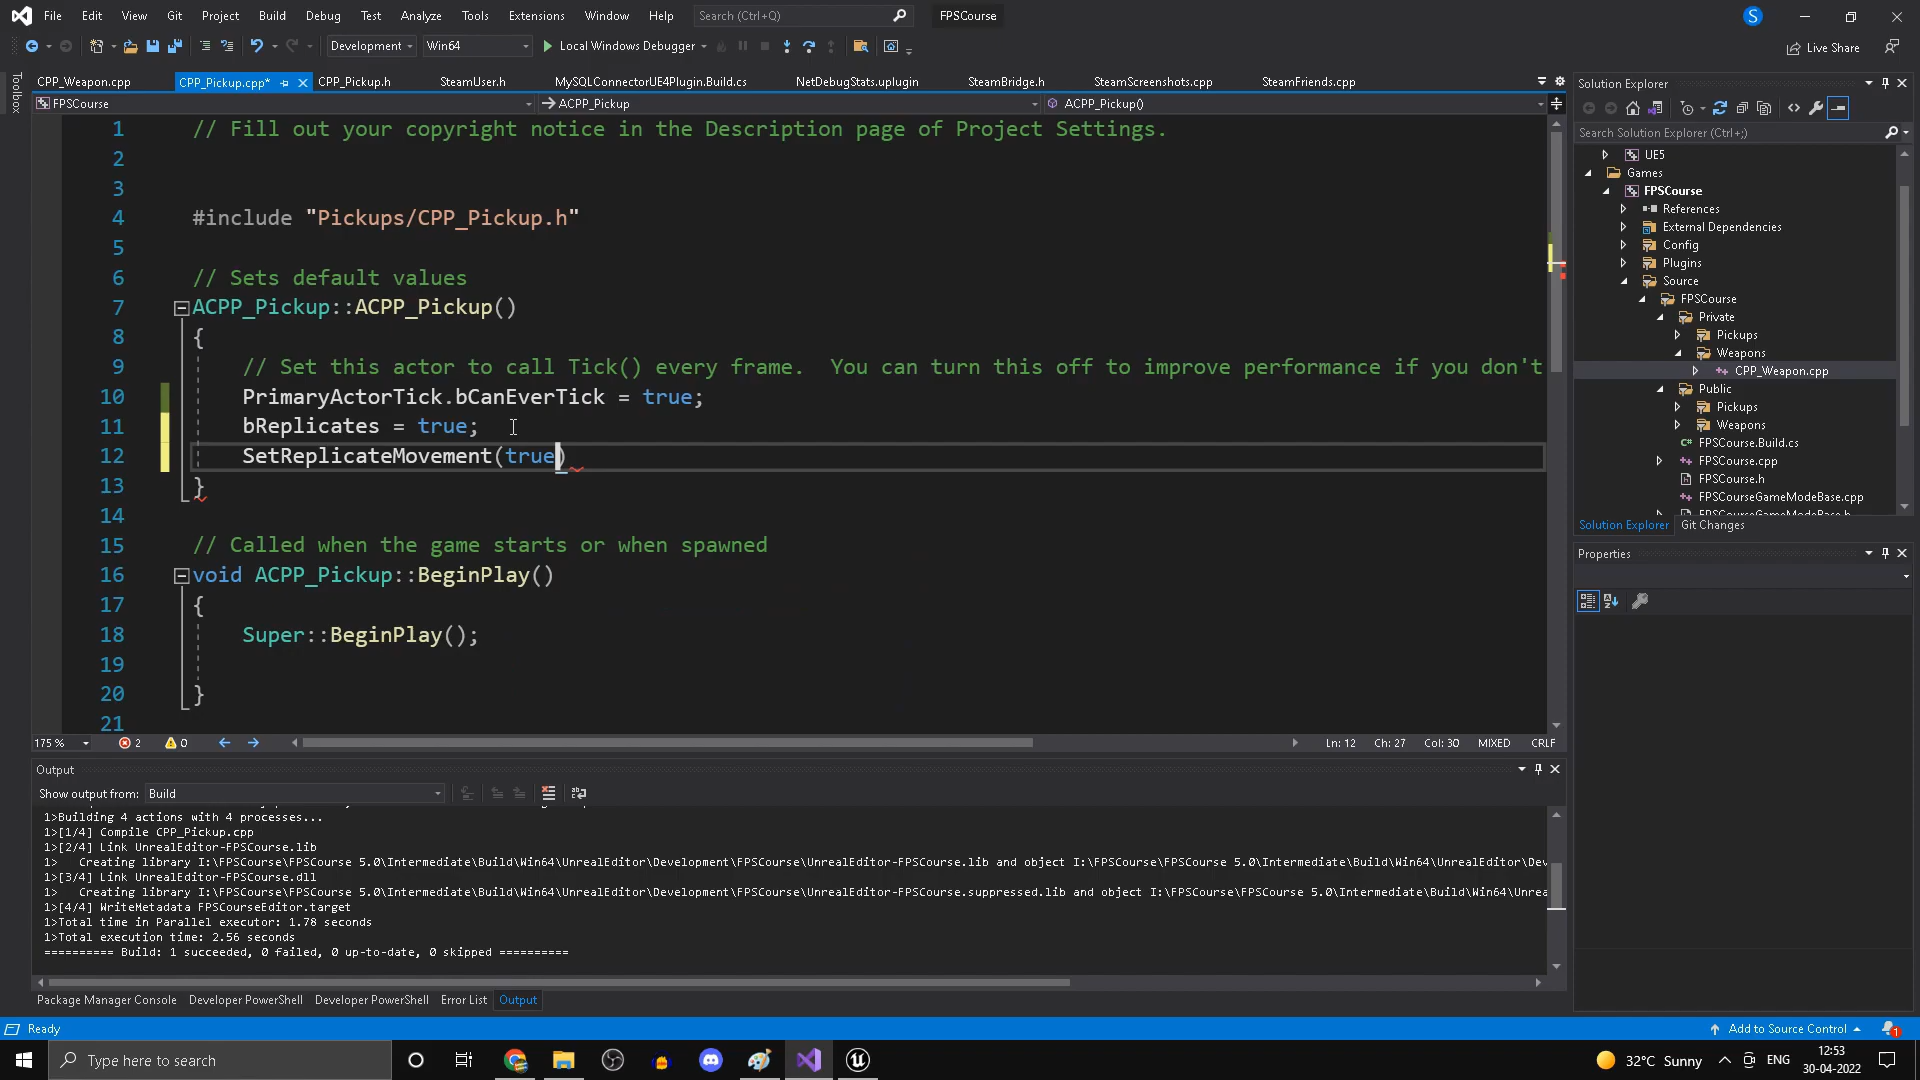 File Edit View Git Project Build Debug Test Analyze Tools Extensions Window Help Search (Ctrl+Q) FPSCourse S
Development Win64 Local Windows Debugger Live Share
CPP_Weapon.cpp CPP_Pickup.cpp* CPP_Pickup.h SteamUser.h MySQLConnectorUE4Plugin.Build.cs NetDebugStats.uplugin SteamBridge.h SteamScreenshots.cpp SteamFriends.cpp
Toolbox
FPSCourse ACPP_Pickup ACPP_Pickup()
1 // Fill out your copyright notice in the Description page of Project Settings.
2
3
4 #include "Pickups/CPP_Pickup.h"
5
6 // Sets default values
7 ACPP_Pickup::ACPP_Pickup()
8 {
9 // Set this actor to call Tick() every frame.  You can turn this off to improve performance if you don't
10 PrimaryActorTick.bCanEverTick = true;
11 bReplicates = true;
12 SetReplicateMovement(true)
13 }
14
15 // Called when the game starts or when spawned
16 void ACPP_Pickup::BeginPlay()
17 {
18 Super::BeginPlay();
19
20 }
21
175 % 2 0 Ln: 12 Ch: 27 Col: 30 MIXED CRLF
Output
Show output from: Build
1>Building 4 actions with 4 processes...
1>[1/4] Compile CPP_Pickup.cpp
1>[2/4] Link UnrealEditor-FPSCourse.lib
1>   Creating library I:\FPSCourse\FPSCourse 5.0\Intermediate\Build\Win64\UnrealEditor\Development\FPSCourse\UnrealEditor-FPSCourse.lib and object I:\FPSCourse\FPSCourse 5.0\Intermediate\Build\Win64\UnrealEditor\De
1>[3/4] Link UnrealEditor-FPSCourse.dll
1>   Creating library I:\FPSCourse\FPSCourse 5.0\Intermediate\Build\Win64\UnrealEditor\Development\FPSCourse\UnrealEditor-FPSCourse.suppressed.lib and object I:\FPSCourse\FPSCourse 5.0\Intermediate\Build\Win64\Unrea
1>[4/4] WriteMetadata FPSCourseEditor.target
1>Total time in Parallel executor: 1.78 seconds
1>Total execution time: 2.56 seconds
========== Build: 1 succeeded, 0 failed, 0 up-to-date, 0 skipped ==========
Package Manager Console Developer PowerShell Developer PowerShell Error List Output
Solution Explorer
Search Solution Explorer (Ctrl+;)
UE5
Games
FPSCourse
References
External Dependencies
Config
Plugins
Source
FPSCourse
Private
Pickups
Weapons
CPP_Weapon.cpp
Public
Pickups
Weapons
FPSCourse.Build.cs
FPSCourse.cpp
FPSCourse.h
FPSCourseGameModeBase.cpp
FPSCourseGameModeBase.h
Solution Explorer Git Changes
Properties
Ready Add to Source Control 1
Type here to search 32°C Sunny ENG 12:53
30-04-2022